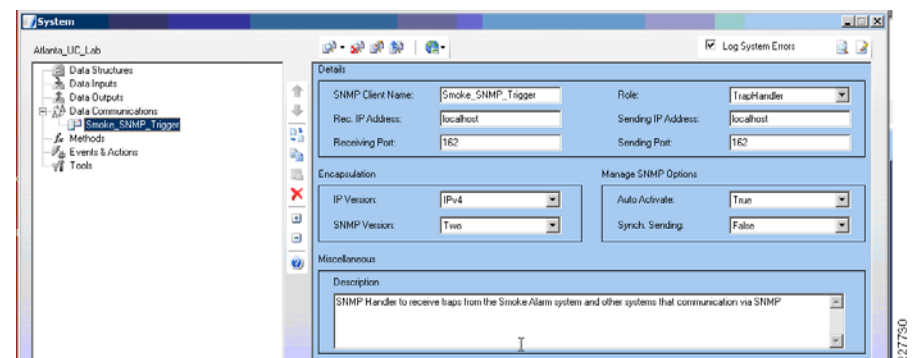 System
Atlanta_UC_Lab
Log System Errors
Data Structures
Data Inputs
Data Outputs
Data Communications
Smoke_SNMP_Trigger
Methods
Events & Actions
Tools
Details
SNMP Client Name: Smoke_SNMP_Trigger Role: TrapHandler
Rec. IP Address: localhost Sending IP Address: localhost
Receiving Port: 162 Sending Port: 162
Encapsulation Manage SNMP Options
IP Version: IPv4 Auto Activate: True
SNMP Version: Two Synch. Sending: False
Miscellaneous
Description
SNMP Handler to receive traps from the Smoke Alarm system and other systems that communication via SNMP